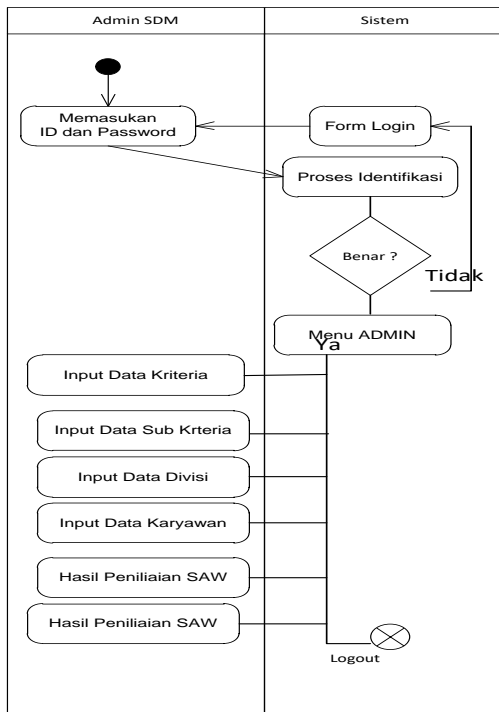 Admin SDM
Sistem
Memasukan
ID dan Password
Form Login
Proses Identifikasi
Benar ?
Tidak
Menu ADMIN
Ya
Input Data Kriteria
Input Data Sub Krteria
Input Data Divisi
Input Data Karyawan
Hasil Peniliaian SAW
Hasil Peniliaian SAW
Logout